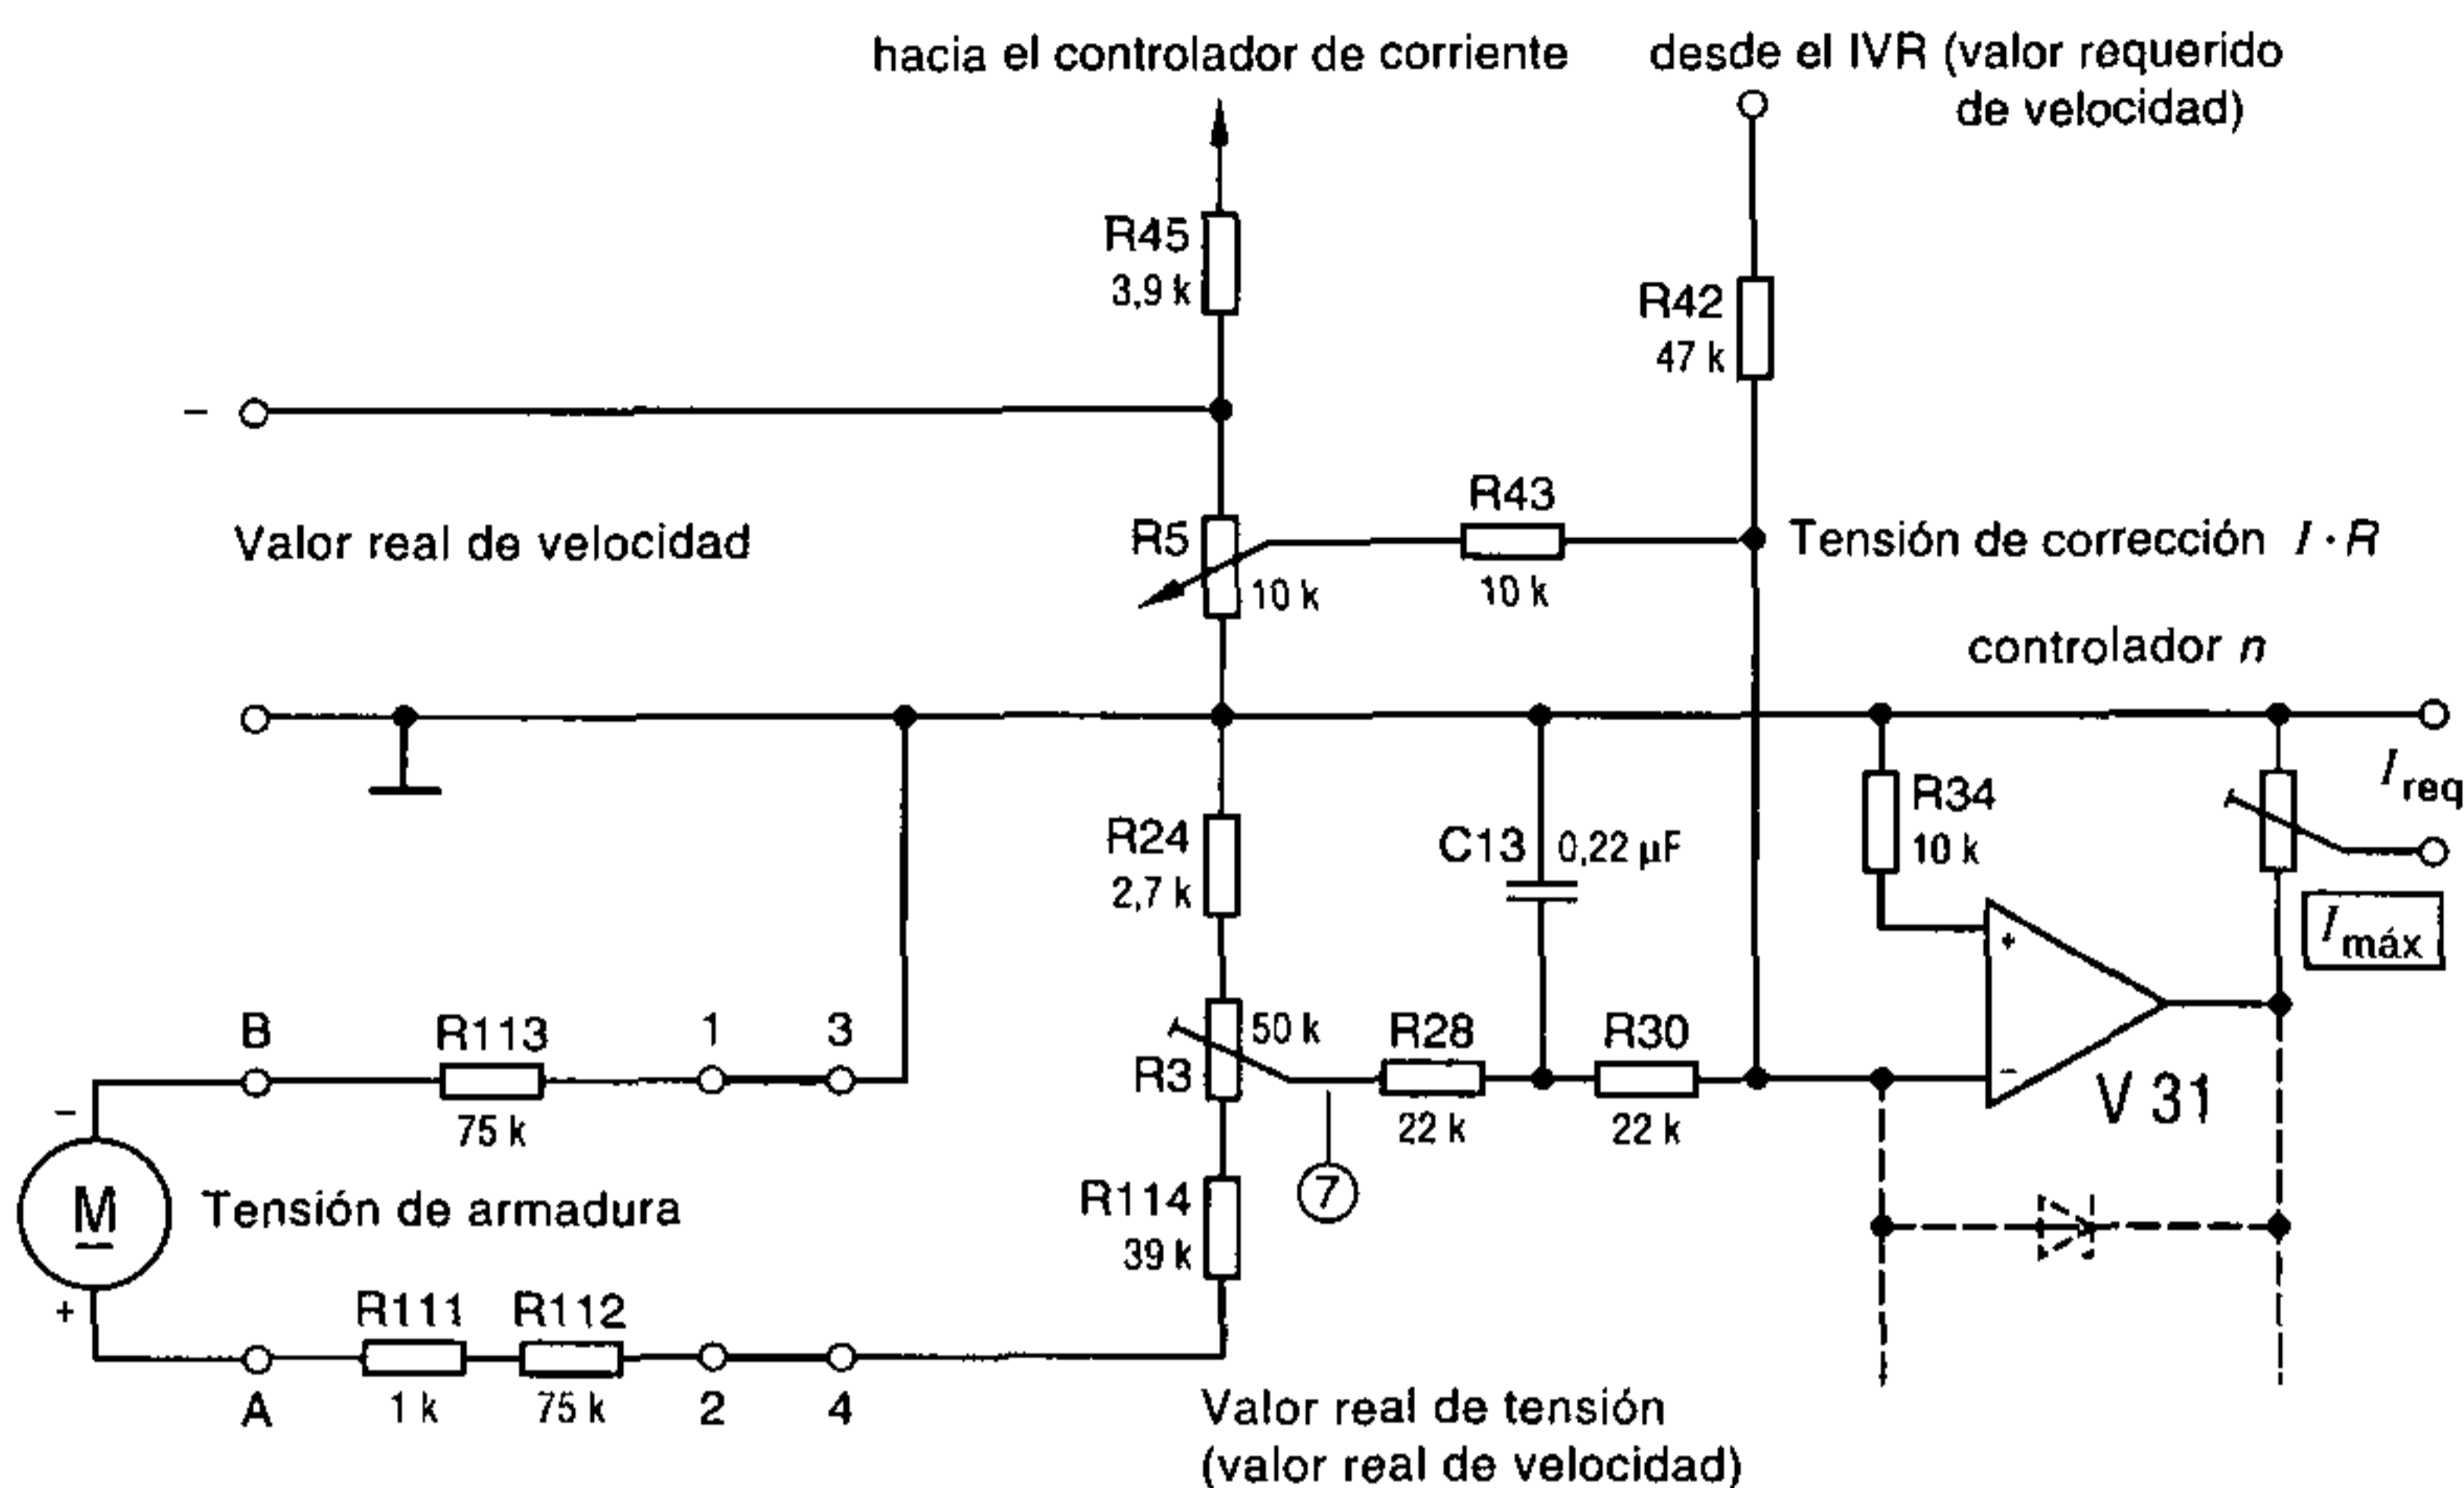 hacia el controlador de corriente
desde el IVR (valor requerido
de velocidad)
R45
3,9 k
R42
47 k
–
R43
10 k
Valor real de velocidad
R5
10 k
Tensión de corrección I · R
controlador n
I req
R24
2,7 k
C13 0,22 µF
R34
10 k
I máx
+
–
V 31
B
R113
75 k
1
3
50 k
R3
R28
22 k
R30
22 k
7
–
M
+
Tensión de armadura
R114
39 k
R111
1 k
R112
75 k
A
2
4
Valor real de tensión
(valor real de velocidad)